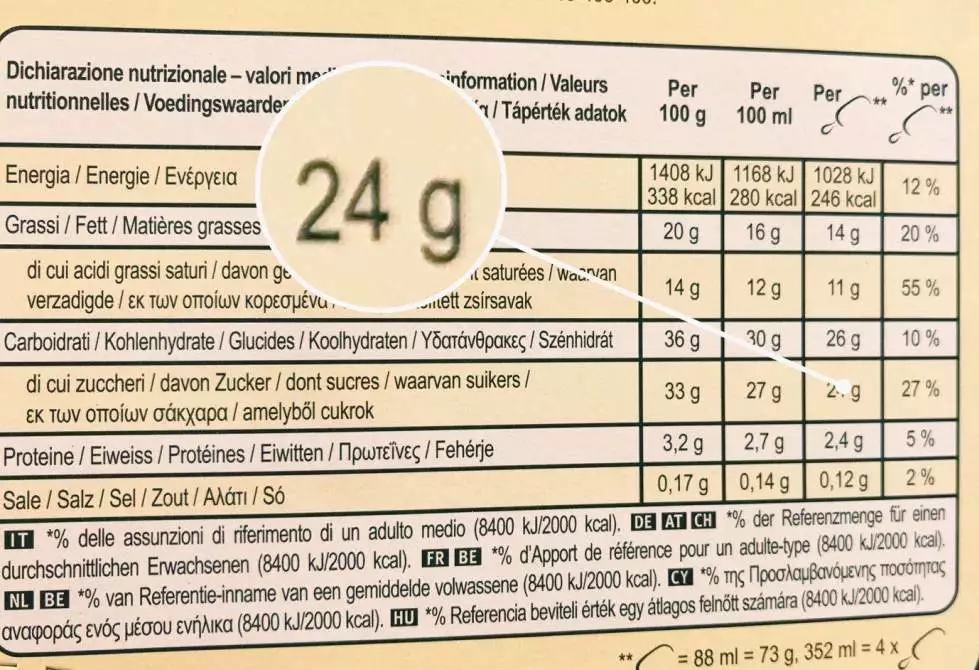 Dichiarazione nutrizionale – valori information / Valeurs Per 100 g Per 100 ml Per ** %* per **
nutritionnelles / Voedingswaarden / Tápérték adatok
24 g
Energia / Energie / Ενέργεια 1408 kJ 338 kcal 1168 kJ 280 kcal 1028 kJ 246 kcal 12 %
Grassi / Fett / Matières grasses 20 g 16 g 14 g 20 %
di cui acidi grassi saturi / davon saturées / waarvan
verzadigde / εκ των οποίων κορεσμένα zsírsavak 14 g 12 g 11 g 55 %
Carboidrati / Kohlenhydrate / Glucides / Koolhydraten / Υδατάνθρακες / Szénhidrát 36 g 30 g 26 g 10 %
di cui zuccheri / davon Zucker / dont sucres / waarvan suikers /
εκ των οποίων σάκχαρα / amelyből cukrok 33 g 27 g 24 g 27 %
Proteine / Eiweiss / Protéines / Eiwitten / Πρωτεΐνες / Fehérje 3,2 g 2,7 g 2,4 g 5 %
Sale / Salz / Sel / Zout / Αλάτι / Só 0,17 g 0,14 g 0,12 g 2 %
IT *% delle assunzioni di riferimento di un adulto medio (8400 kJ/2000 kcal). DE AT CH *% der Referenzmenge für einen
durchschnittlichen Erwachsenen (8400 kJ/2000 kcal). FR BE *% d'Apport de référence pour un adulte-type (8400 kJ/2000 kcal).
NL BE *% van Referentie-inname van een gemiddelde volwassene (8400 kJ/2000 kcal). CY *% της Προσλαμβανόμενης ποσότητας
αναφοράς ενός μέσου ενήλικα (8400 kJ/2000 kcal). HU *% Referencia beviteli érték egy átlagos felnőtt számára (8400 kJ/2000 kcal).
** = 88 ml = 73 g, 352 ml = 4 x